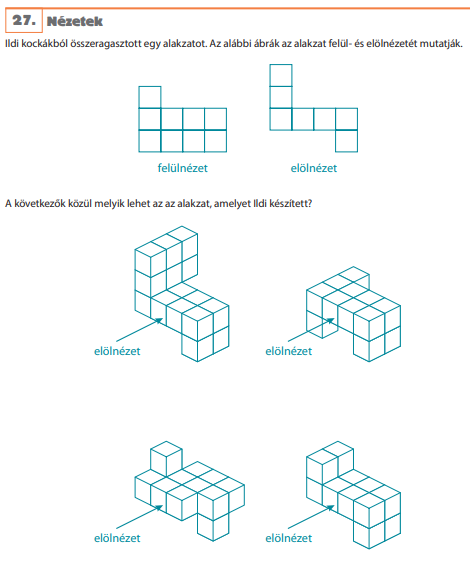 27. Nézetek
Ildi kockákból összeragasztott egy alakzatot. Az alábbi ábrák az alakzat felül- és elölnézetét mutatják.
felülnézet elölnézet
A következők közül melyik lehet az az alakzat, amelyet Ildi készített?
elölnézet elölnézet
elölnézet elölnézet